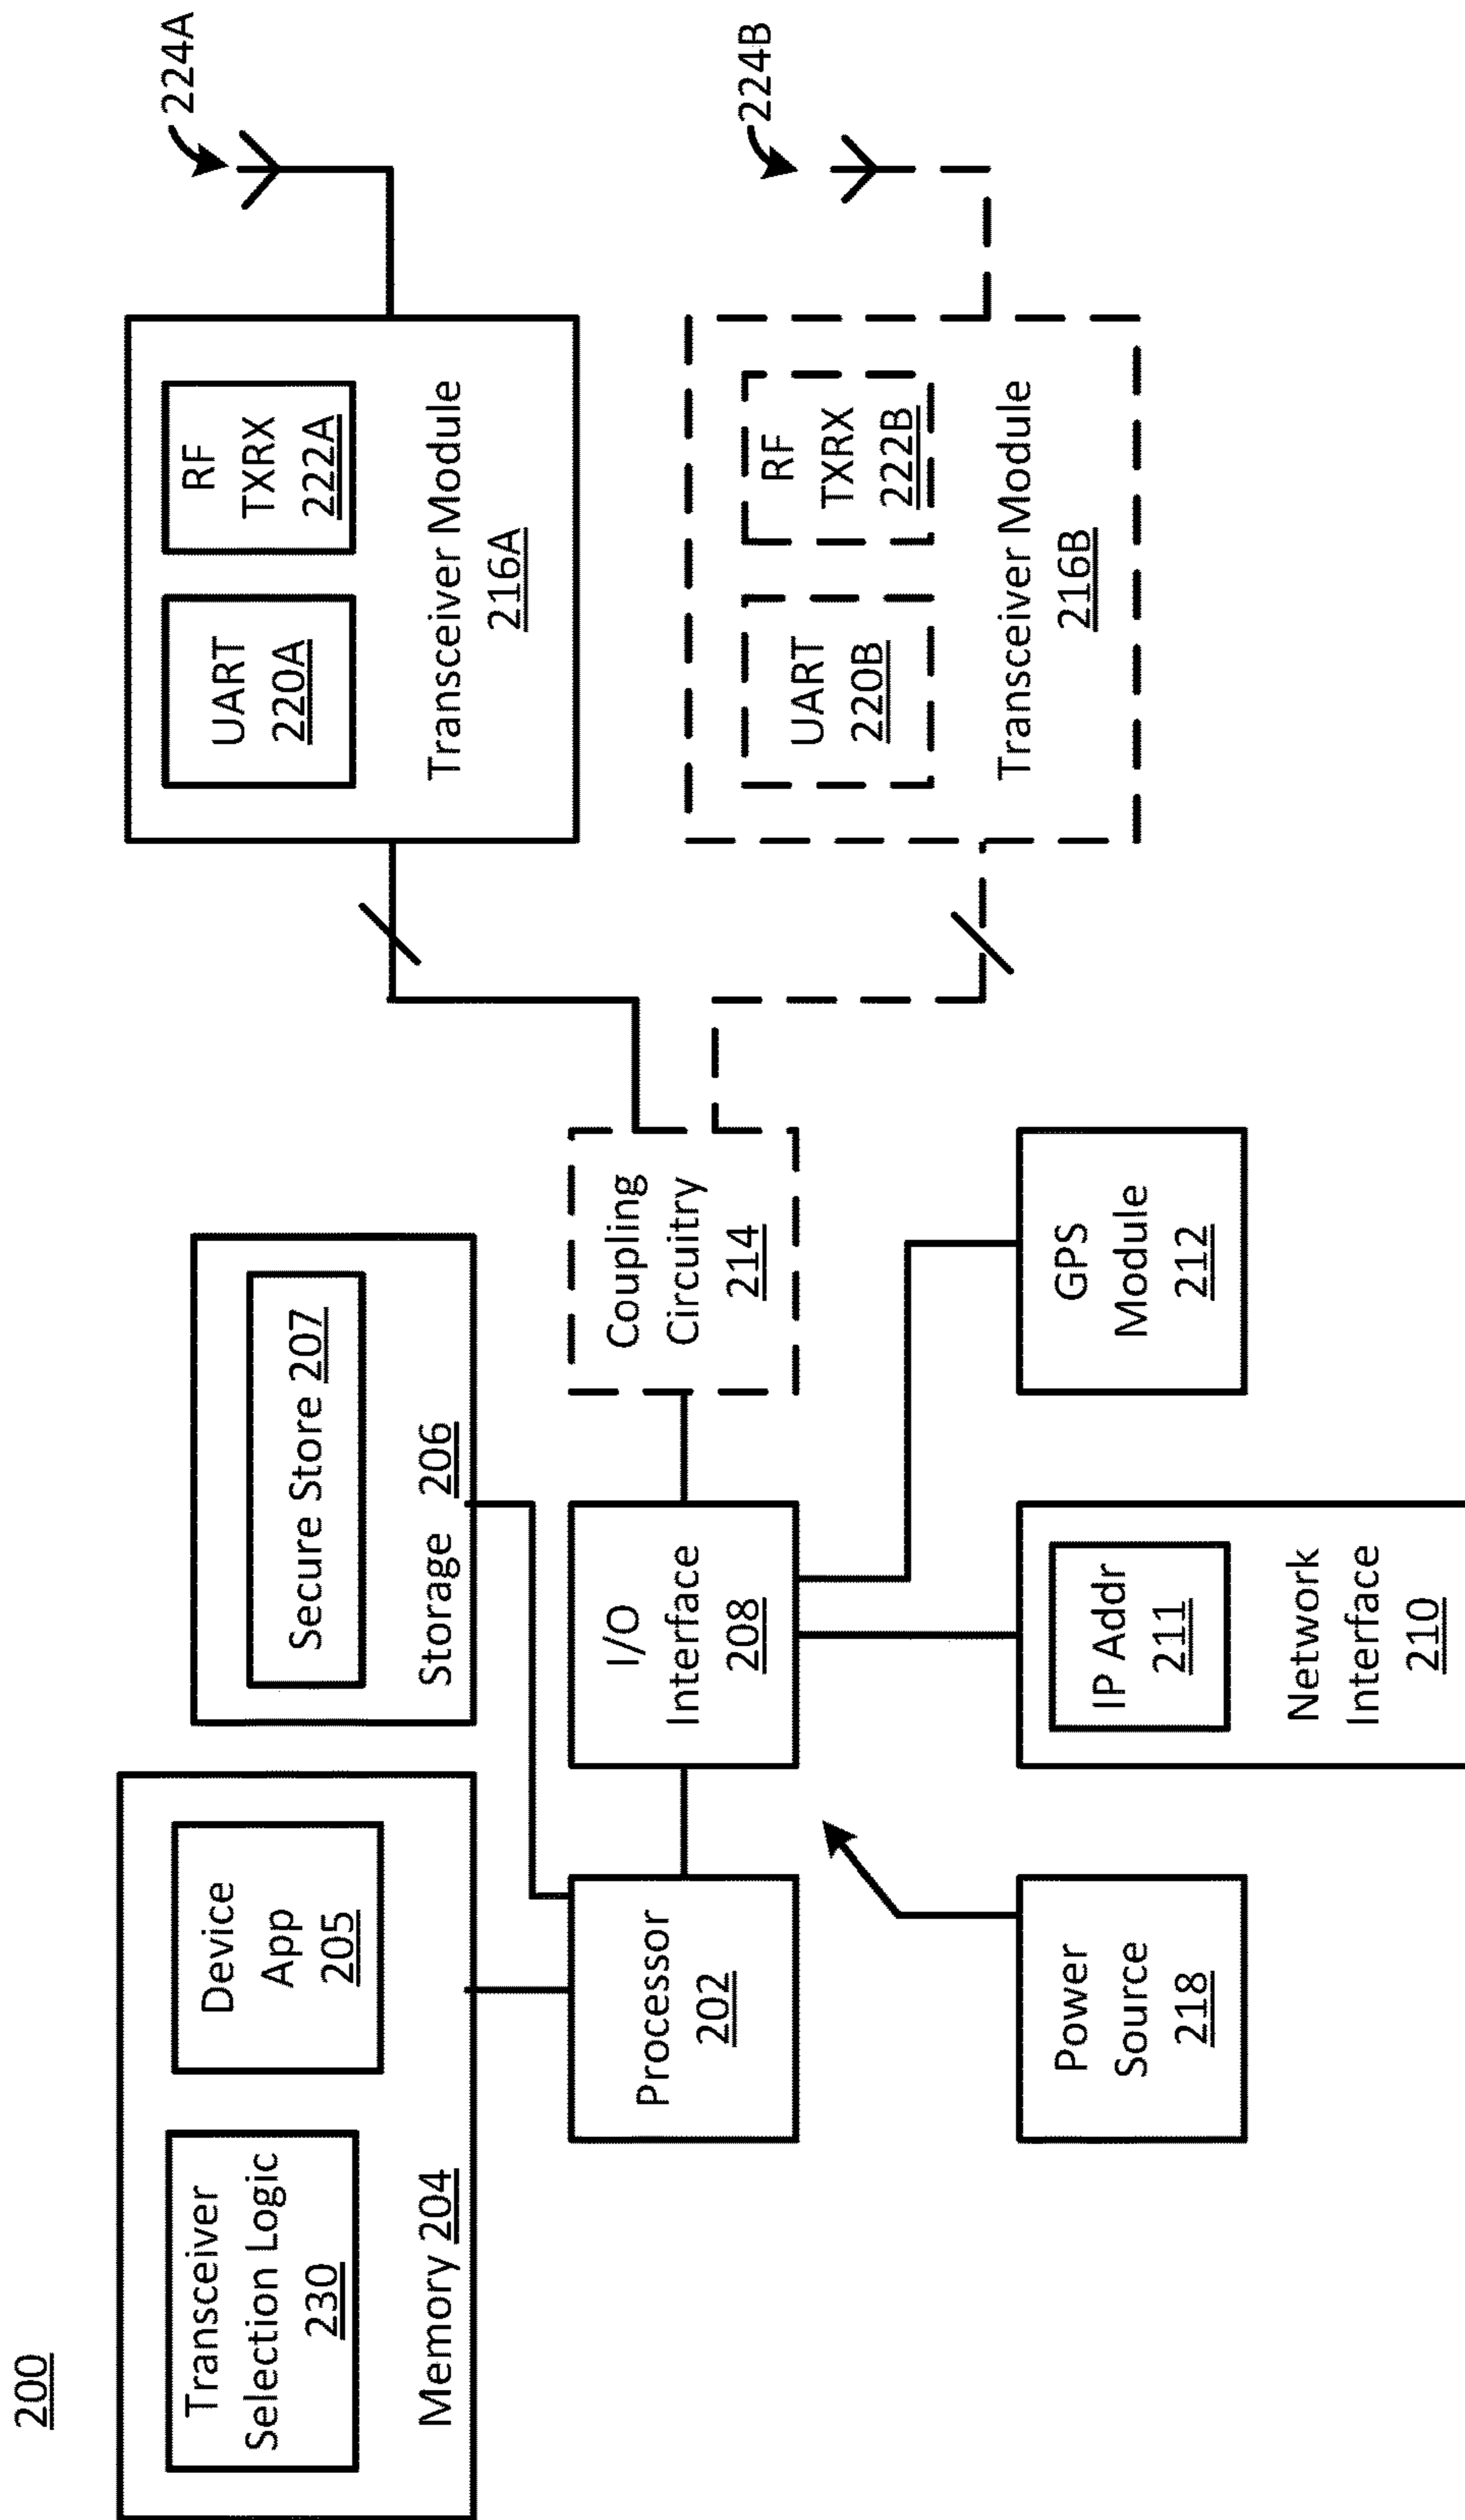 200
Transceiver
Selection Logic
230
Device
App
205
Memory 204
Secure Store 207
Storage 206
Processor
202
I/O
Interface
208
Coupling
Circuitry
214
UART
220A
RF
TXRX
222A
Transceiver Module
216A
224A
UART
220B
RF
TXRX
222B
Transceiver Module
216B
224B
Power
Source
218
IP Addr
211
Network
Interface
210
GPS
Module
212